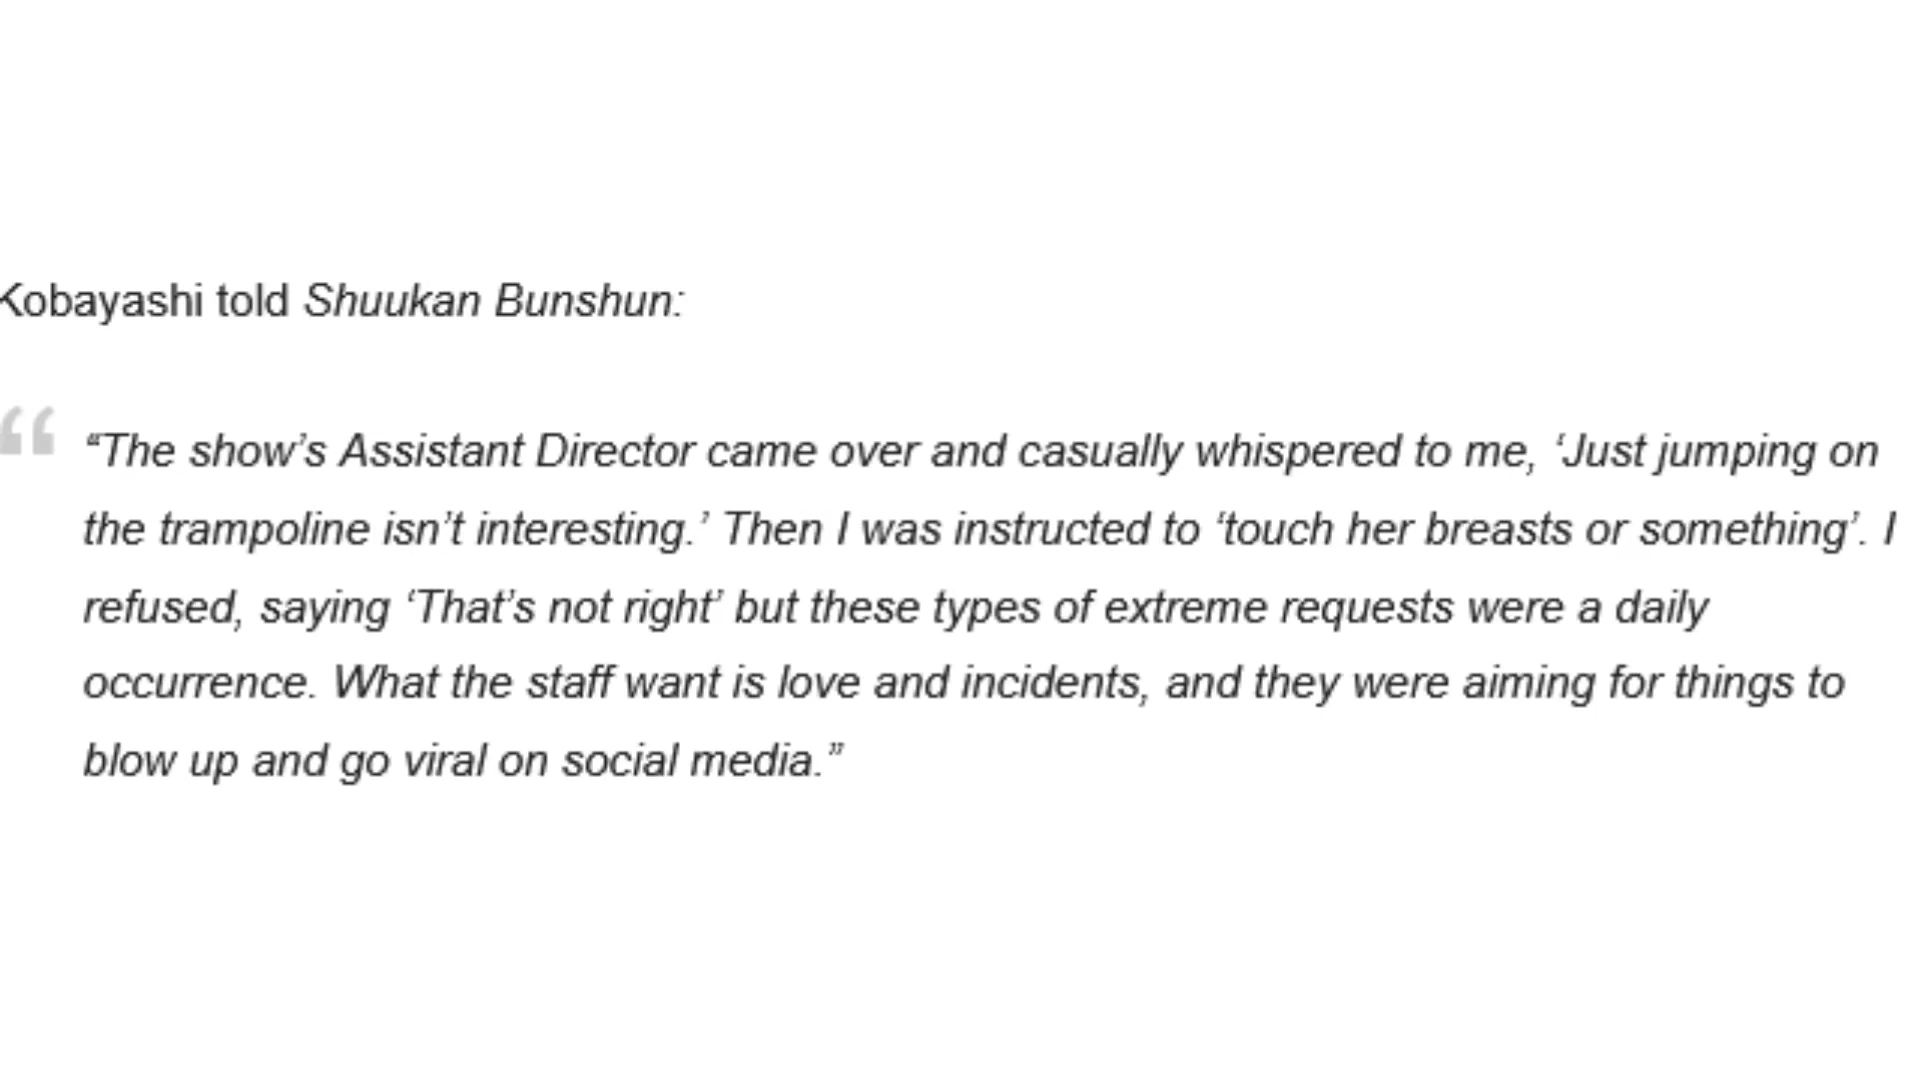 Kobayashi told Shuukan Bunshun:
“
“The show’s Assistant Director came over and casually whispered to me, ‘Just jumping on
the trampoline isn’t interesting.’ Then I was instructed to ‘touch her breasts or something’. I
refused, saying ‘That’s not right’ but these types of extreme requests were a daily
occurrence. What the staff want is love and incidents, and they were aiming for things to
blow up and go viral on social media.”